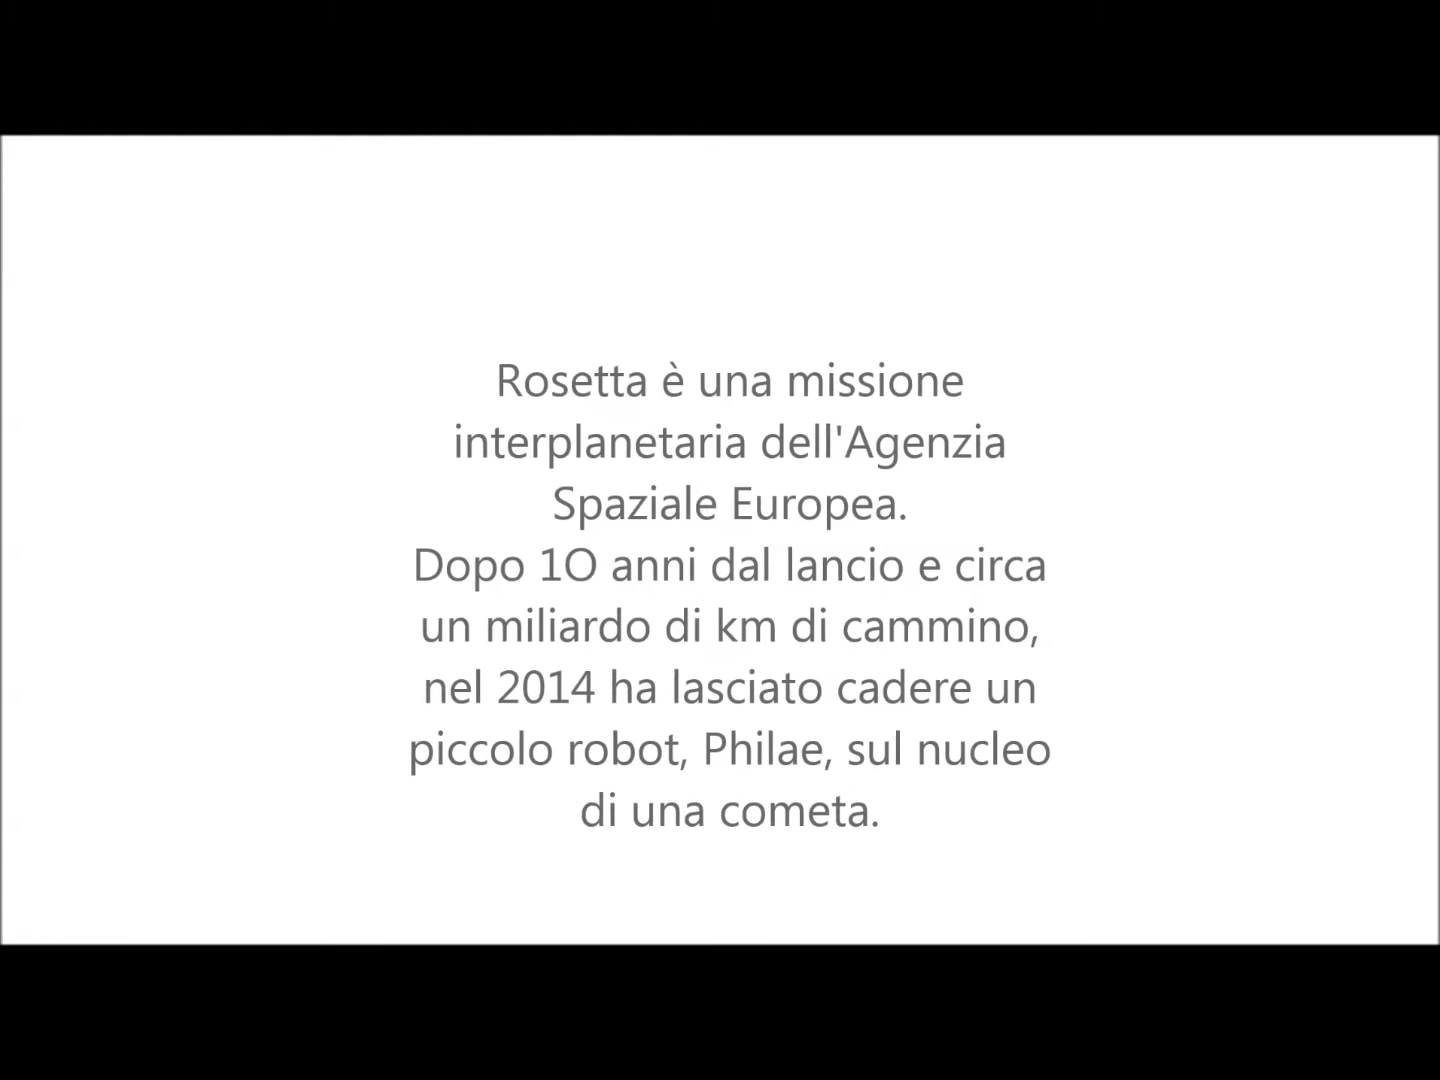 Rosetta è una missione
interplanetaria dell'Agenzia
Spaziale Europea.
Dopo 1O anni dal lancio e circa
un miliardo di km di cammino,
nel 2014 ha lasciato cadere un
piccolo robot, Philae, sul nucleo
di una cometa.